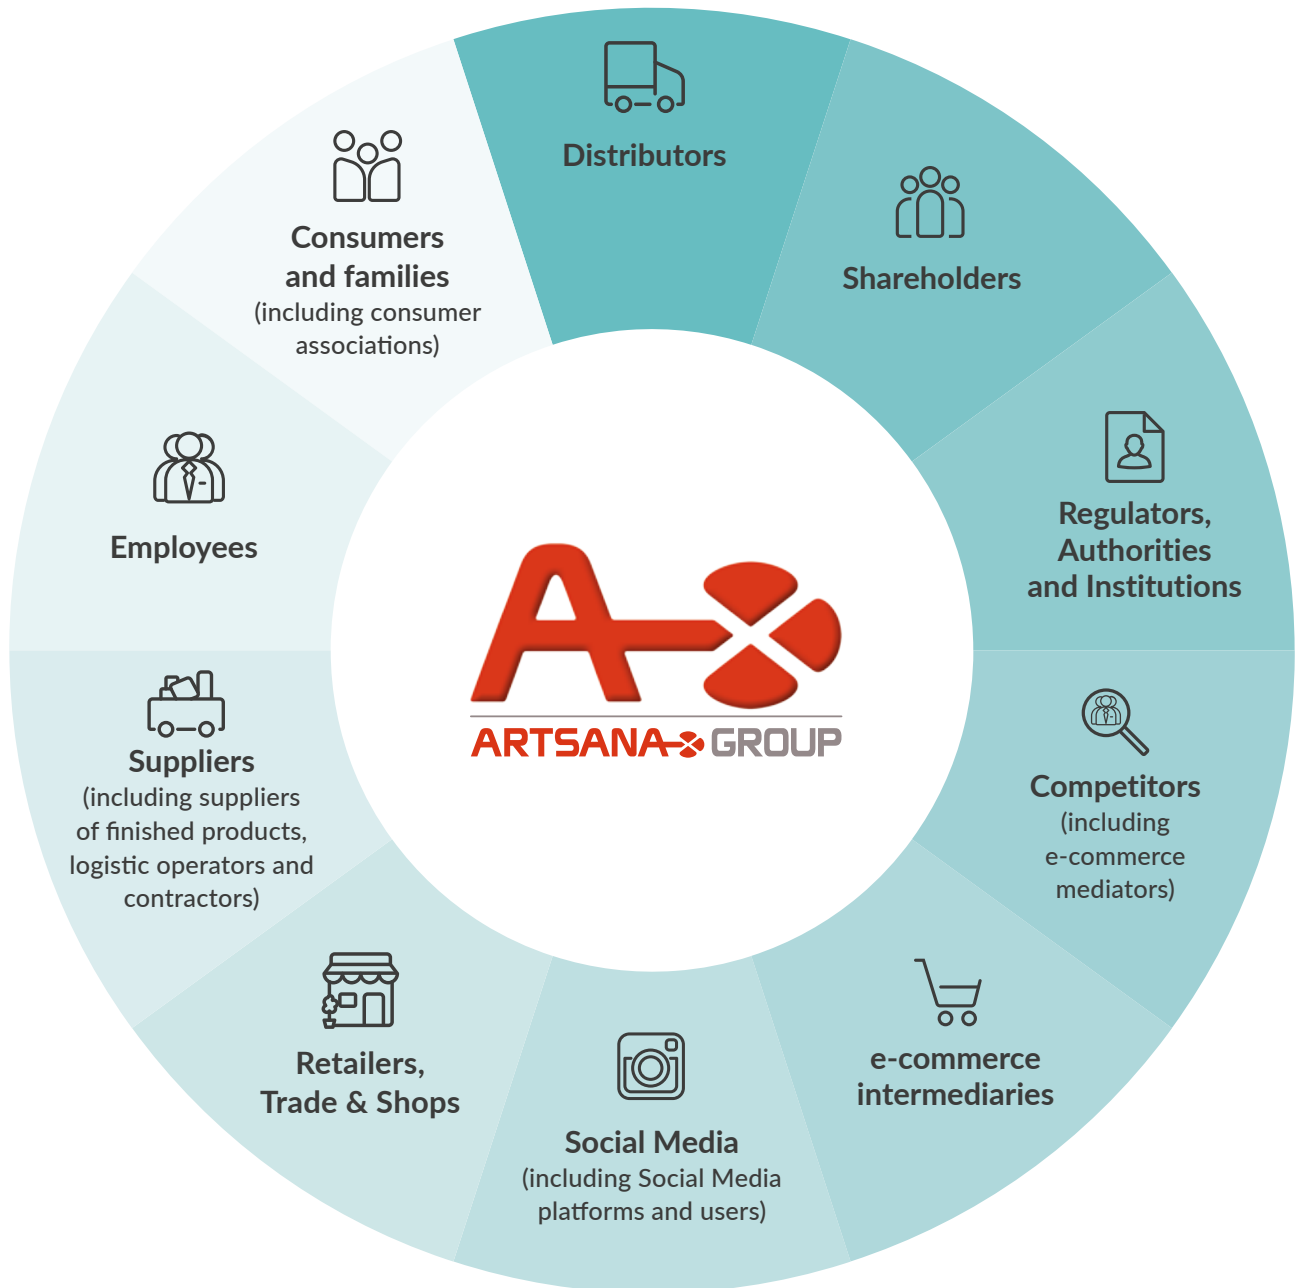 Distributors
Shareholders
Regulators,
Authorities
and Institutions
Competitors
(including
e-commerce
mediators)
e-commerce
intermediaries
Social Media
(including Social Media
platforms and users)
Retailers,
Trade & Shops
Suppliers
(including suppliers
of finished products,
logistic operators and
contractors)
Employees
Consumers
and families
(including consumer
associations)
ARTSANA GROUP